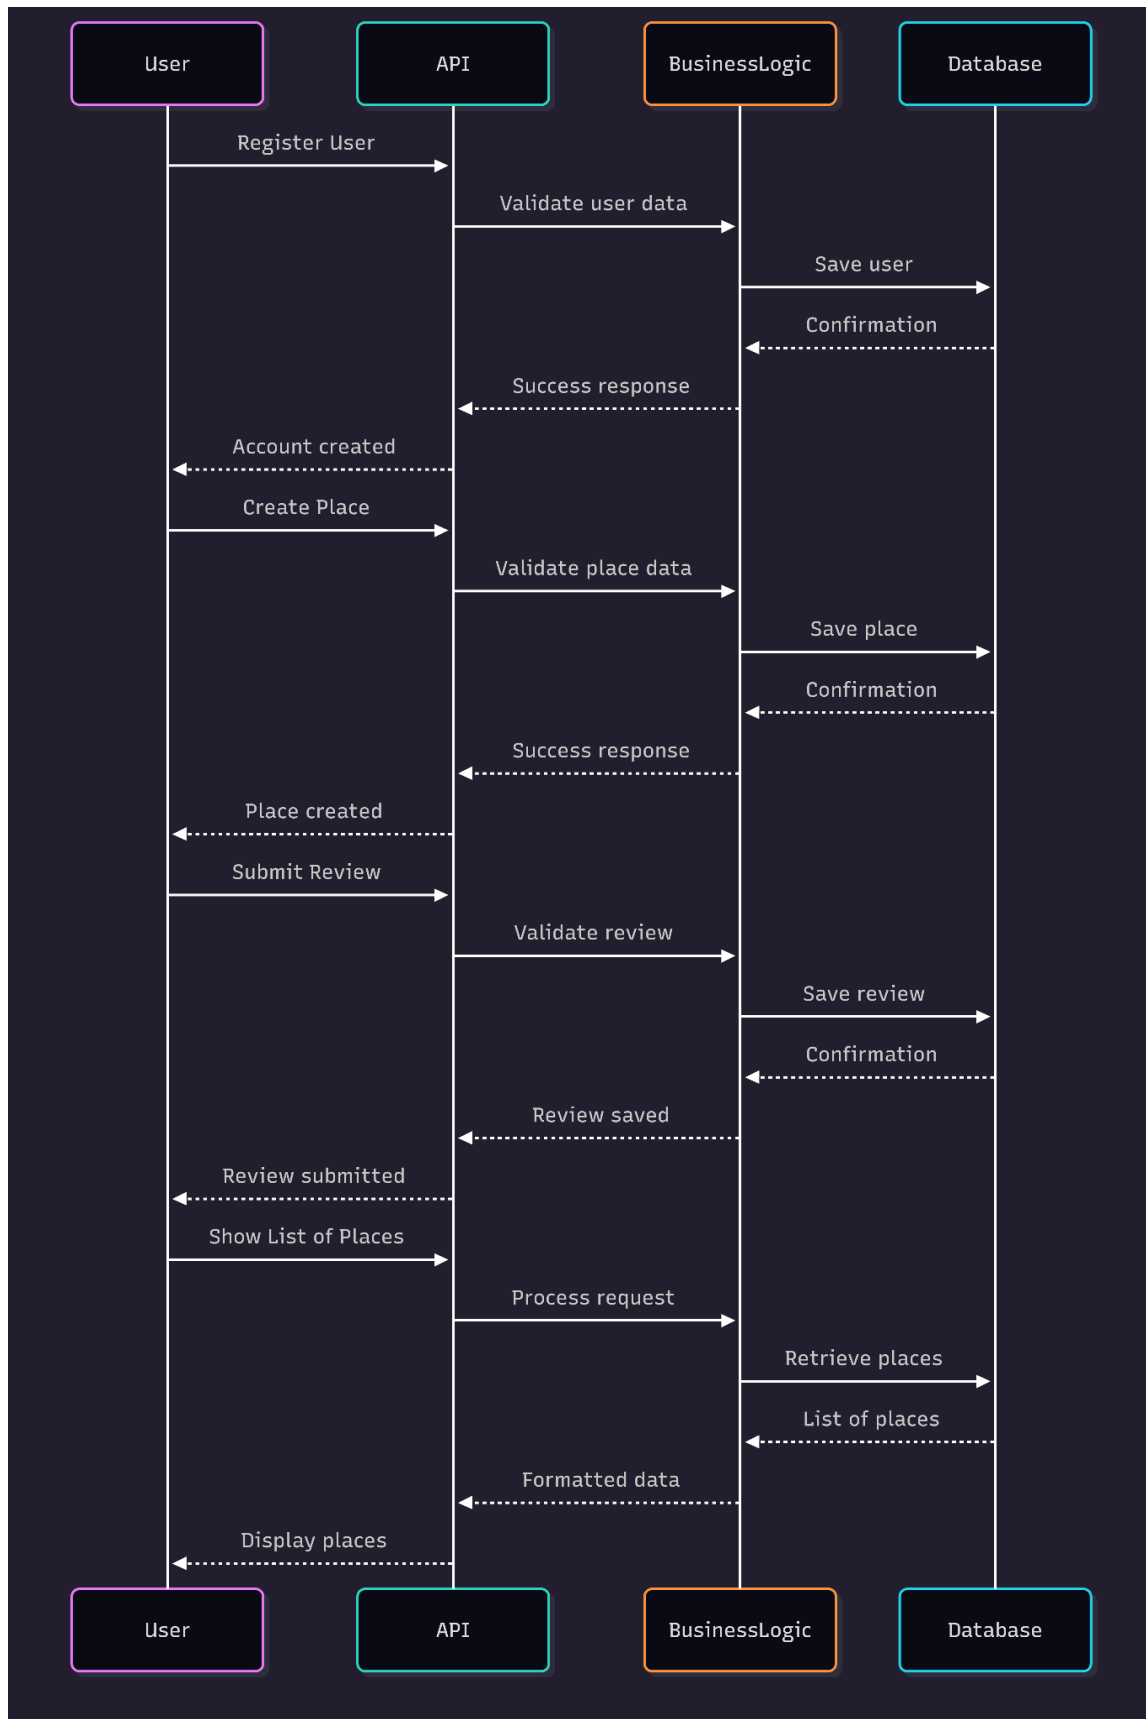 User
API
BusinessLogic
Database
Register User
Validate user data
Save user
Confirmation
Success response
Account created
Create Place
Validate place data
Save place
Confirmation
Success response
Place created
Submit Review
Validate review
Save review
Confirmation
Review saved
Review submitted
Show List of Places
Process request
Retrieve places
List of places
Formatted data
Display places
User
API
BusinessLogic
Database